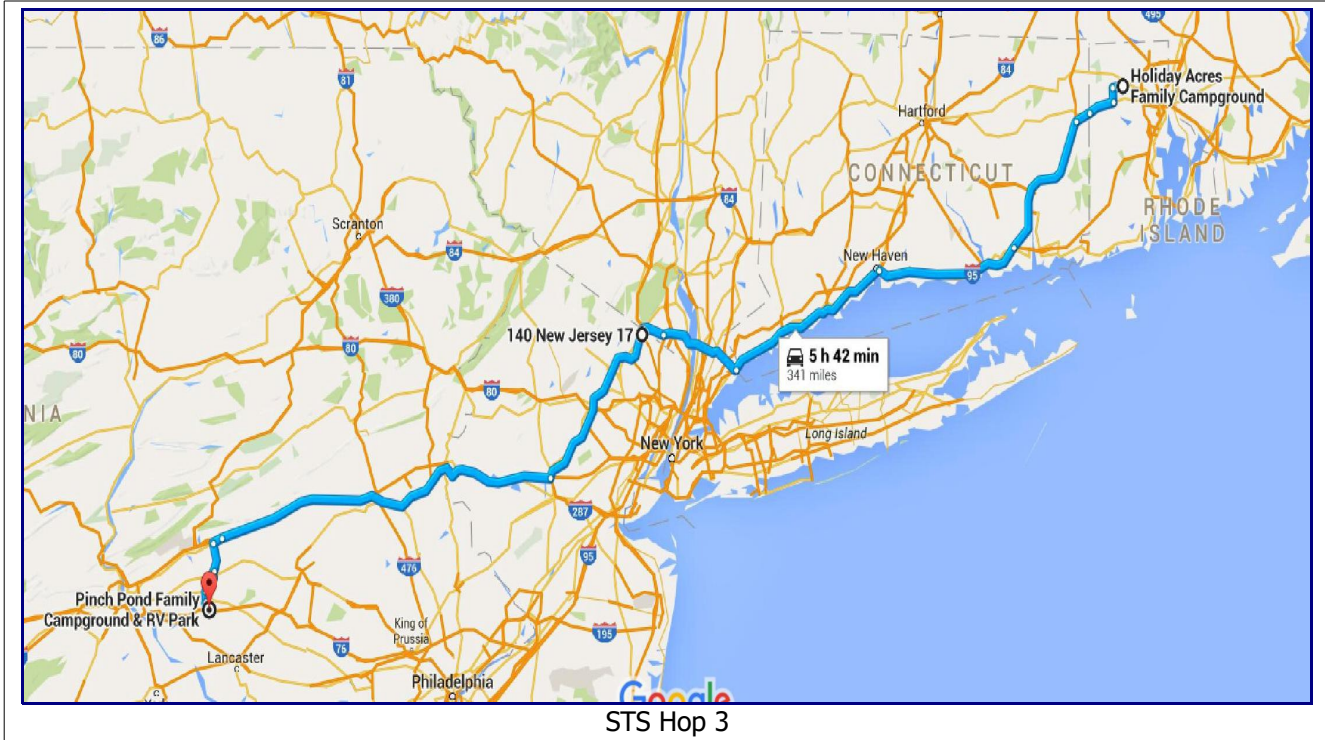 86
81
84
495
Holiday Acres
Family Campground
Hartford
CONNECTICUT
84
RHODE
ISLAND
Scranton
84
New Haven
95
380
140 New Jersey 17
80
80
5 h 42 min
341 miles
80
NIA
New York
Long Island
287
95
476
Pinch Pond Family
Campground & RV Park
King of
Prussia
195
76
Lancaster
Philadelphia
Google
STS Hop 3